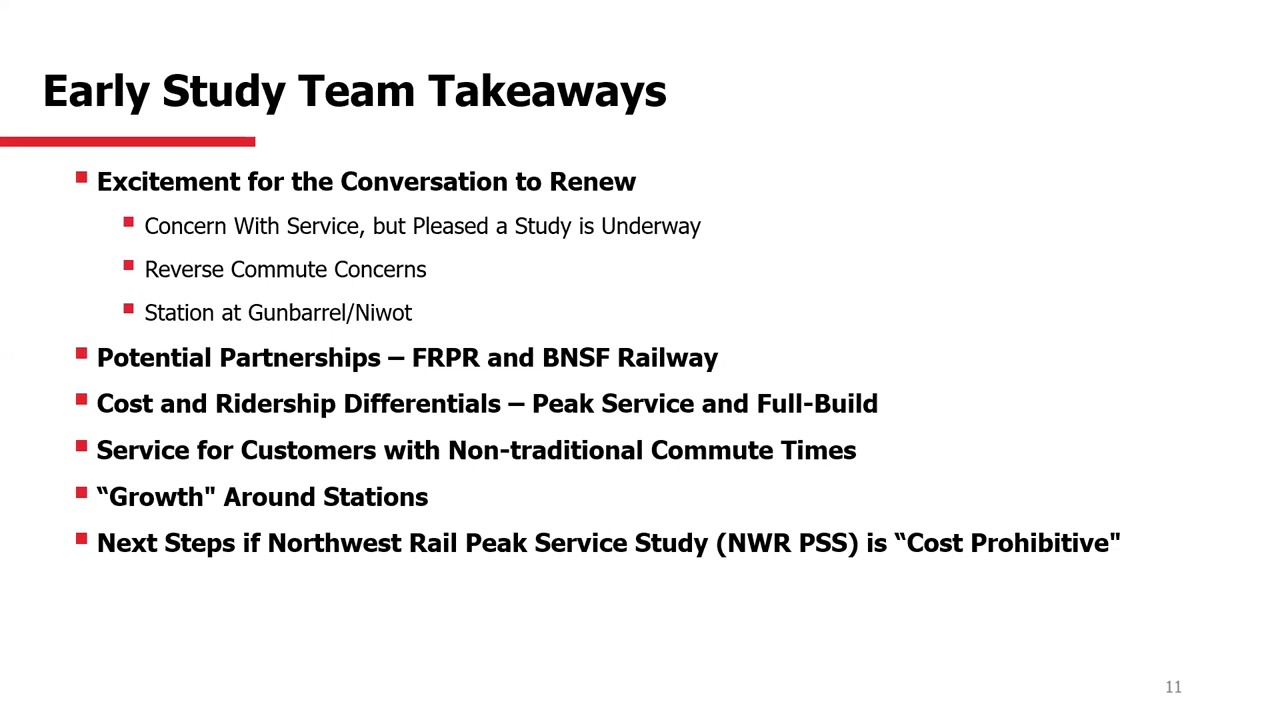 Early Study Team Takeaways
Excitement for the Conversation to Renew
Concern With Service, but Pleased a Study is Underway
Reverse Commute Concerns
Station at Gunbarrel/Niwot
Potential Partnerships – FRPR and BNSF Railway
Cost and Ridership Differentials – Peak Service and Full-Build
Service for Customers with Non-traditional Commute Times
“Growth" Around Stations
Next Steps if Northwest Rail Peak Service Study (NWR PSS) is “Cost Prohibitive"
11